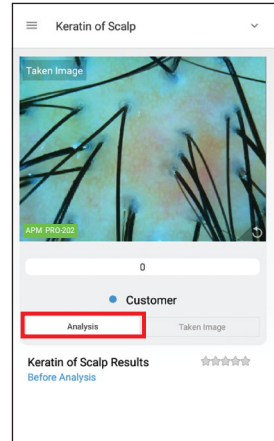 Keratin of Scalp
Taken Image
APM PRO-202
0
Customer
Analysis
Taken Image
Keratin of Scalp Results
Before Analysis